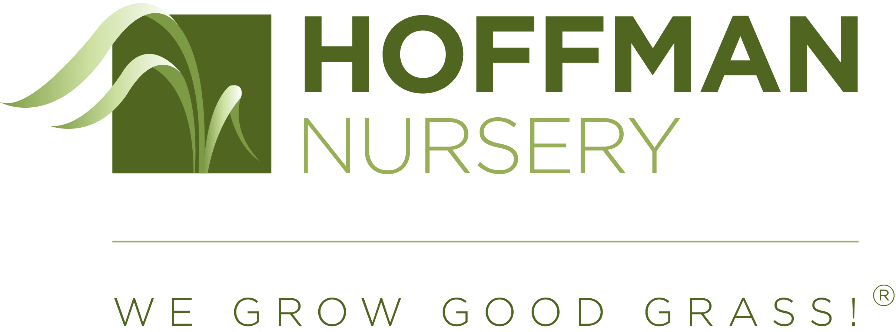 HOFFMAN
NURSERY
WE GROW GOOD GRASS!®